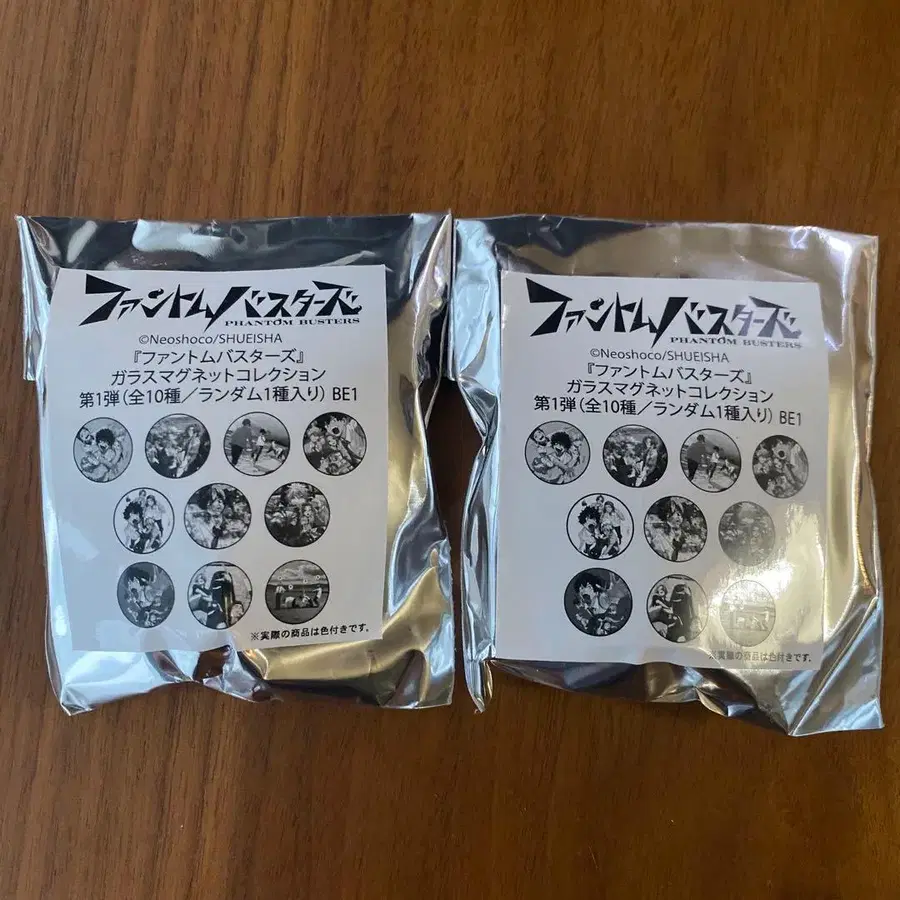 ファントムバスターズ
PHANTOM BUSTERS
©Neoshoco/SHUEISHA
『ファントムバスターズ』
ガラスマグネットコレクション
第1弾(全10種／ランダム1種入り) BE1
※実際の商品は色付きです。
ファントムバスターズ
PHANTOM BUSTERS
©Neoshoco/SHUEISHA
『ファントムバスターズ』
ガラスマグネットコレクション
第1弾(全10種／ランダム1種入り) BE1
※実際の商品は色付きです。